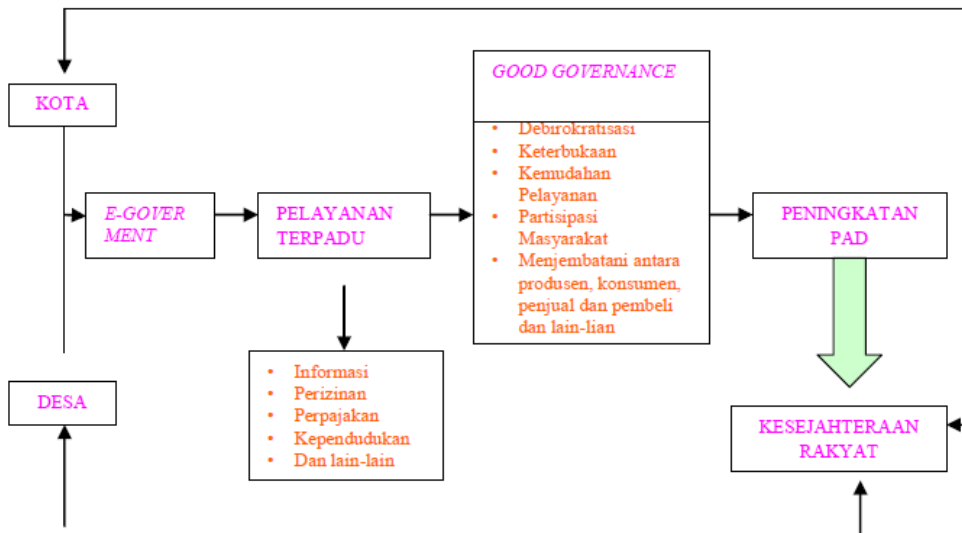 KOTA
E-GOVER
MENT
PELAYANAN
TERPADU
GOOD GOVERNANCE
• Debirokratisasi
• Keterbukaan
• Kemudahan
Pelayanan
• Partisipasi
Masyarakat
• Menjembatani antara
produsen, konsumen,
penjual dan pembeli
dan lain-lian
PENINGKATAN
PAD
DESA
• Informasi
• Perizinan
• Perpajakan
• Kependudukan
• Dan lain-lain
KESEJAHTERAAN
RAKYAT